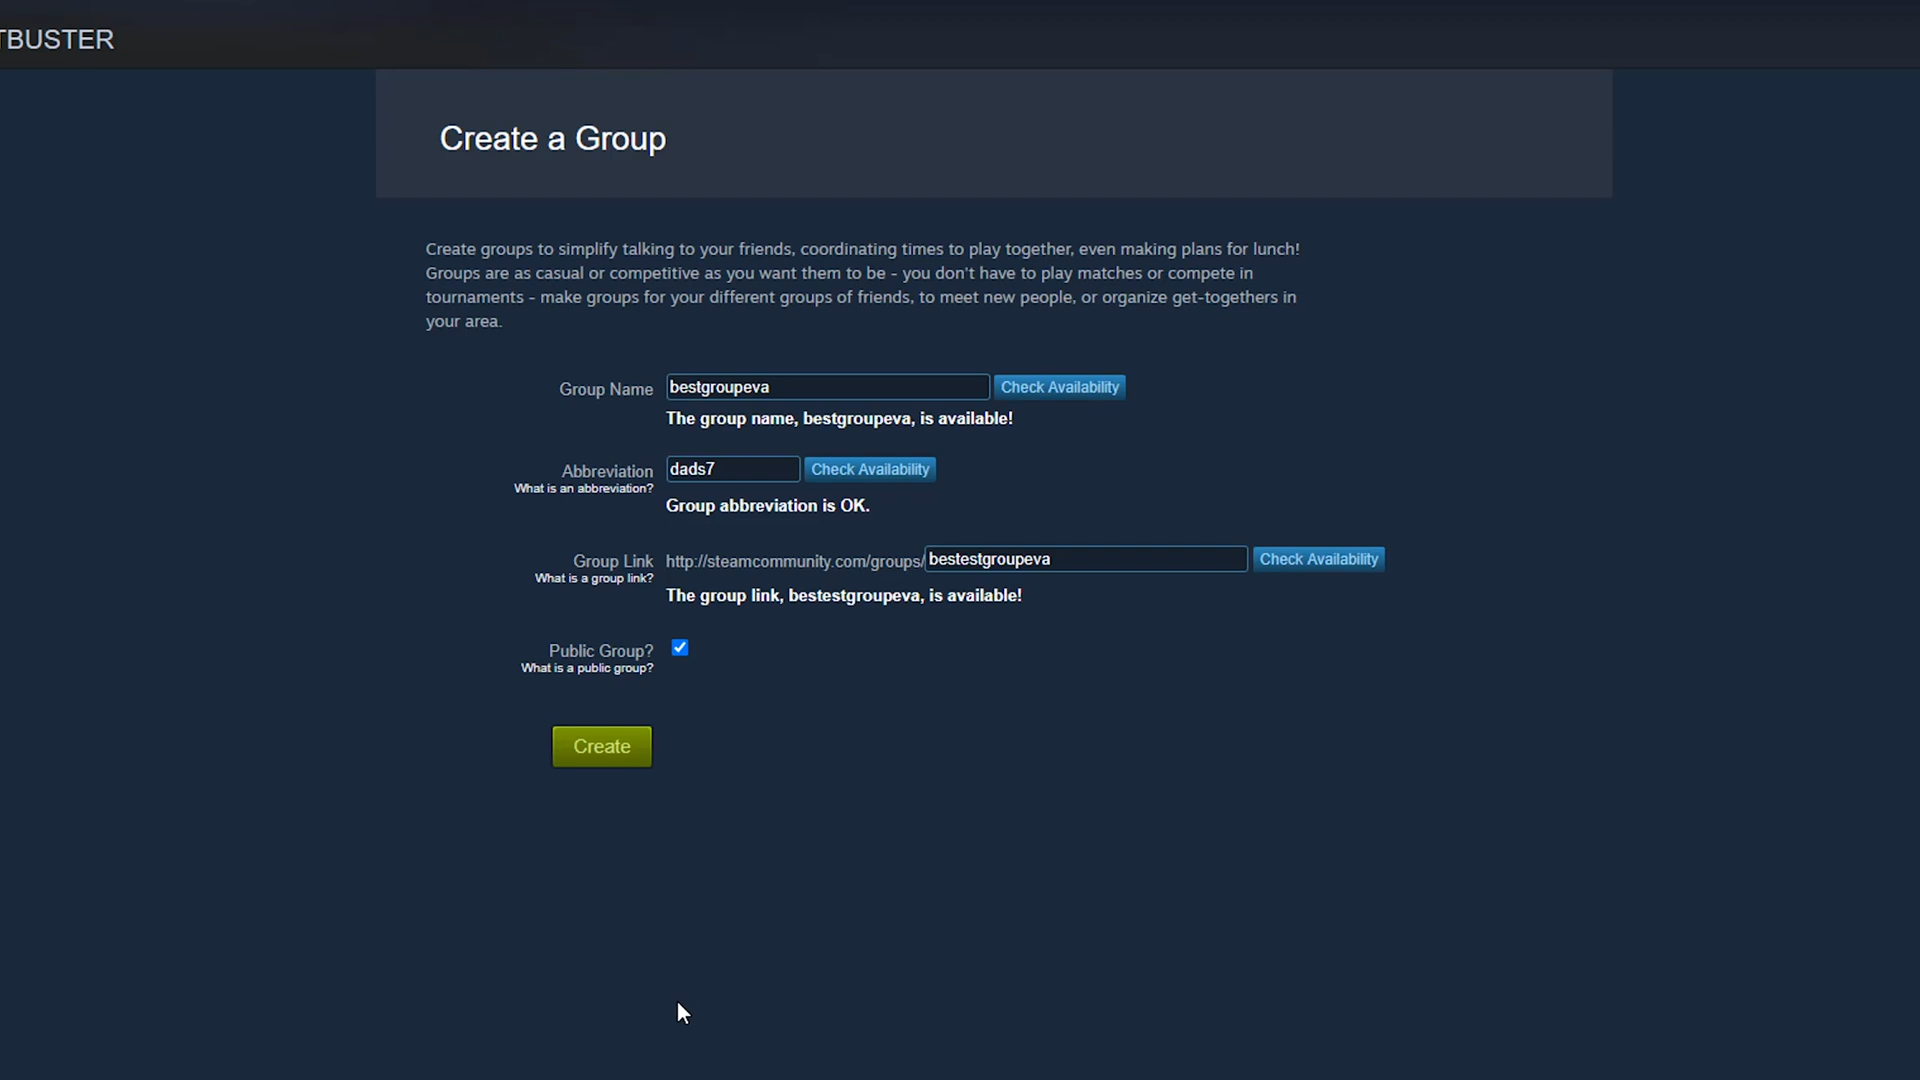 TBUSTER
Create a Group
Create groups to simplify talking to your friends, coordinating times to play together, even making plans for lunch!
Groups are as casual or competitive as you want them to be - you don't have to play matches or compete in
tournaments - make groups for your different groups of friends, to meet new people, or organize get-togethers in
your area.
Group Name bestgroupeva Check Availability
The group name, bestgroupeva, is available!
Abbreviation dads7 Check Availability
What is an abbreviation?
Group abbreviation is OK.
Group Link http://steamcommunity.com/groups/ bestestgroupeva Check Availability
What is a group link?
The group link, bestestgroupeva, is available!
Public Group?
What is a public group?
Create